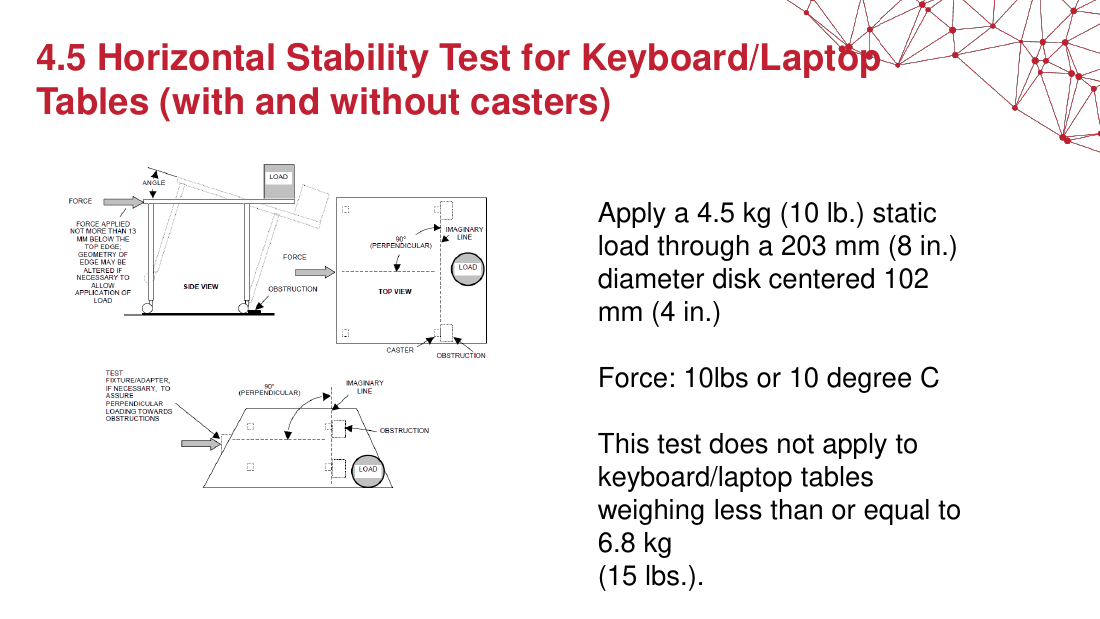 4.5 Horizontal Stability Test for Keyboard/Laptop
Tables (with and without casters)
LOAD
ANGLE
FORCE
FORCE APPLIED
NOT MORE THAN 13
MM BELOW THE
TOP EDGE;
GEOMETRY OF
EDGE MAY BE
ALTERED IF
NECESSARY TO
ALLOW
APPLICATION OF
LOAD
SIDE VIEW
OBSTRUCTION
FORCE
90°
(PERPENDICULAR)
IMAGINARY
LINE
LOAD
TOP VIEW
CASTER
OBSTRUCTION
TEST
FIXTURE/ADAPTER,
IF NECESSARY, TO
ASSURE
PERPENDICULAR
LOADING TOWARDS
OBSTRUCTIONS
90°
(PERPENDICULAR)
IMAGINARY
LINE
OBSTRUCTION
LOAD
Apply a 4.5 kg (10 lb.) static
load through a 203 mm (8 in.)
diameter disk centered 102
mm (4 in.)
Force: 10lbs or 10 degree C
This test does not apply to
keyboard/laptop tables
weighing less than or equal to
6.8 kg
(15 lbs.).